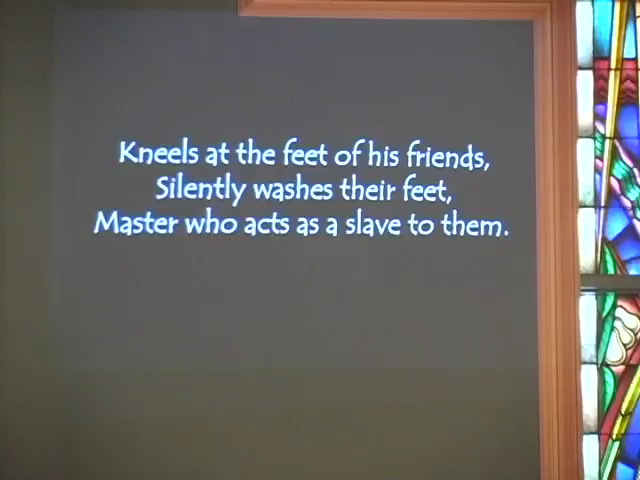 Kneels at the feet of his friends,
Silently washes their feet,
Master who acts as a slave to them.